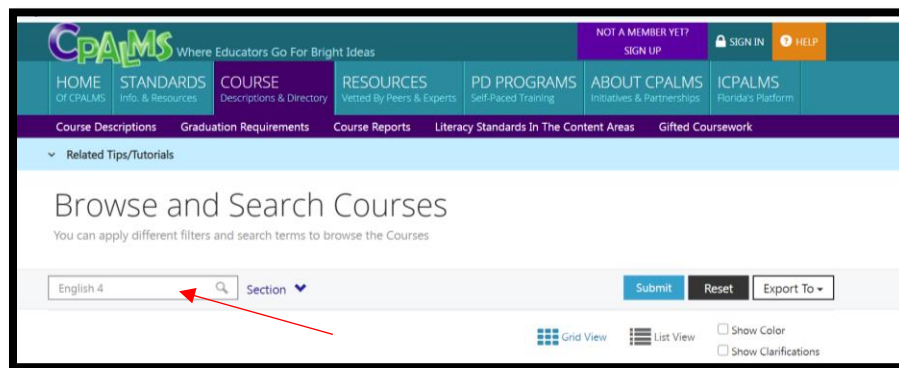 CPALMS Where Educators Go For Bright Ideas
NOT A MEMBER YET?
SIGN UP
SIGN IN
? HELP
HOME STANDARDS COURSE RESOURCES PD PROGRAMS ABOUT CPALMS ICPALMS
Of CPALMS Info. & Resources Descriptions & Directory Vetted By Peers & Experts Self-Paced Training Initiatives & Partnerships Florida's Platform
Course Descriptions Graduation Requirements Course Reports Literacy Standards In The Content Areas Gifted Coursework
Related Tips/Tutorials
Browse and Search Courses
You can apply different filters and search terms to browse the Courses
English 4 Section Submit Reset Export To
Grid View List View Show Color
Show Clarifications